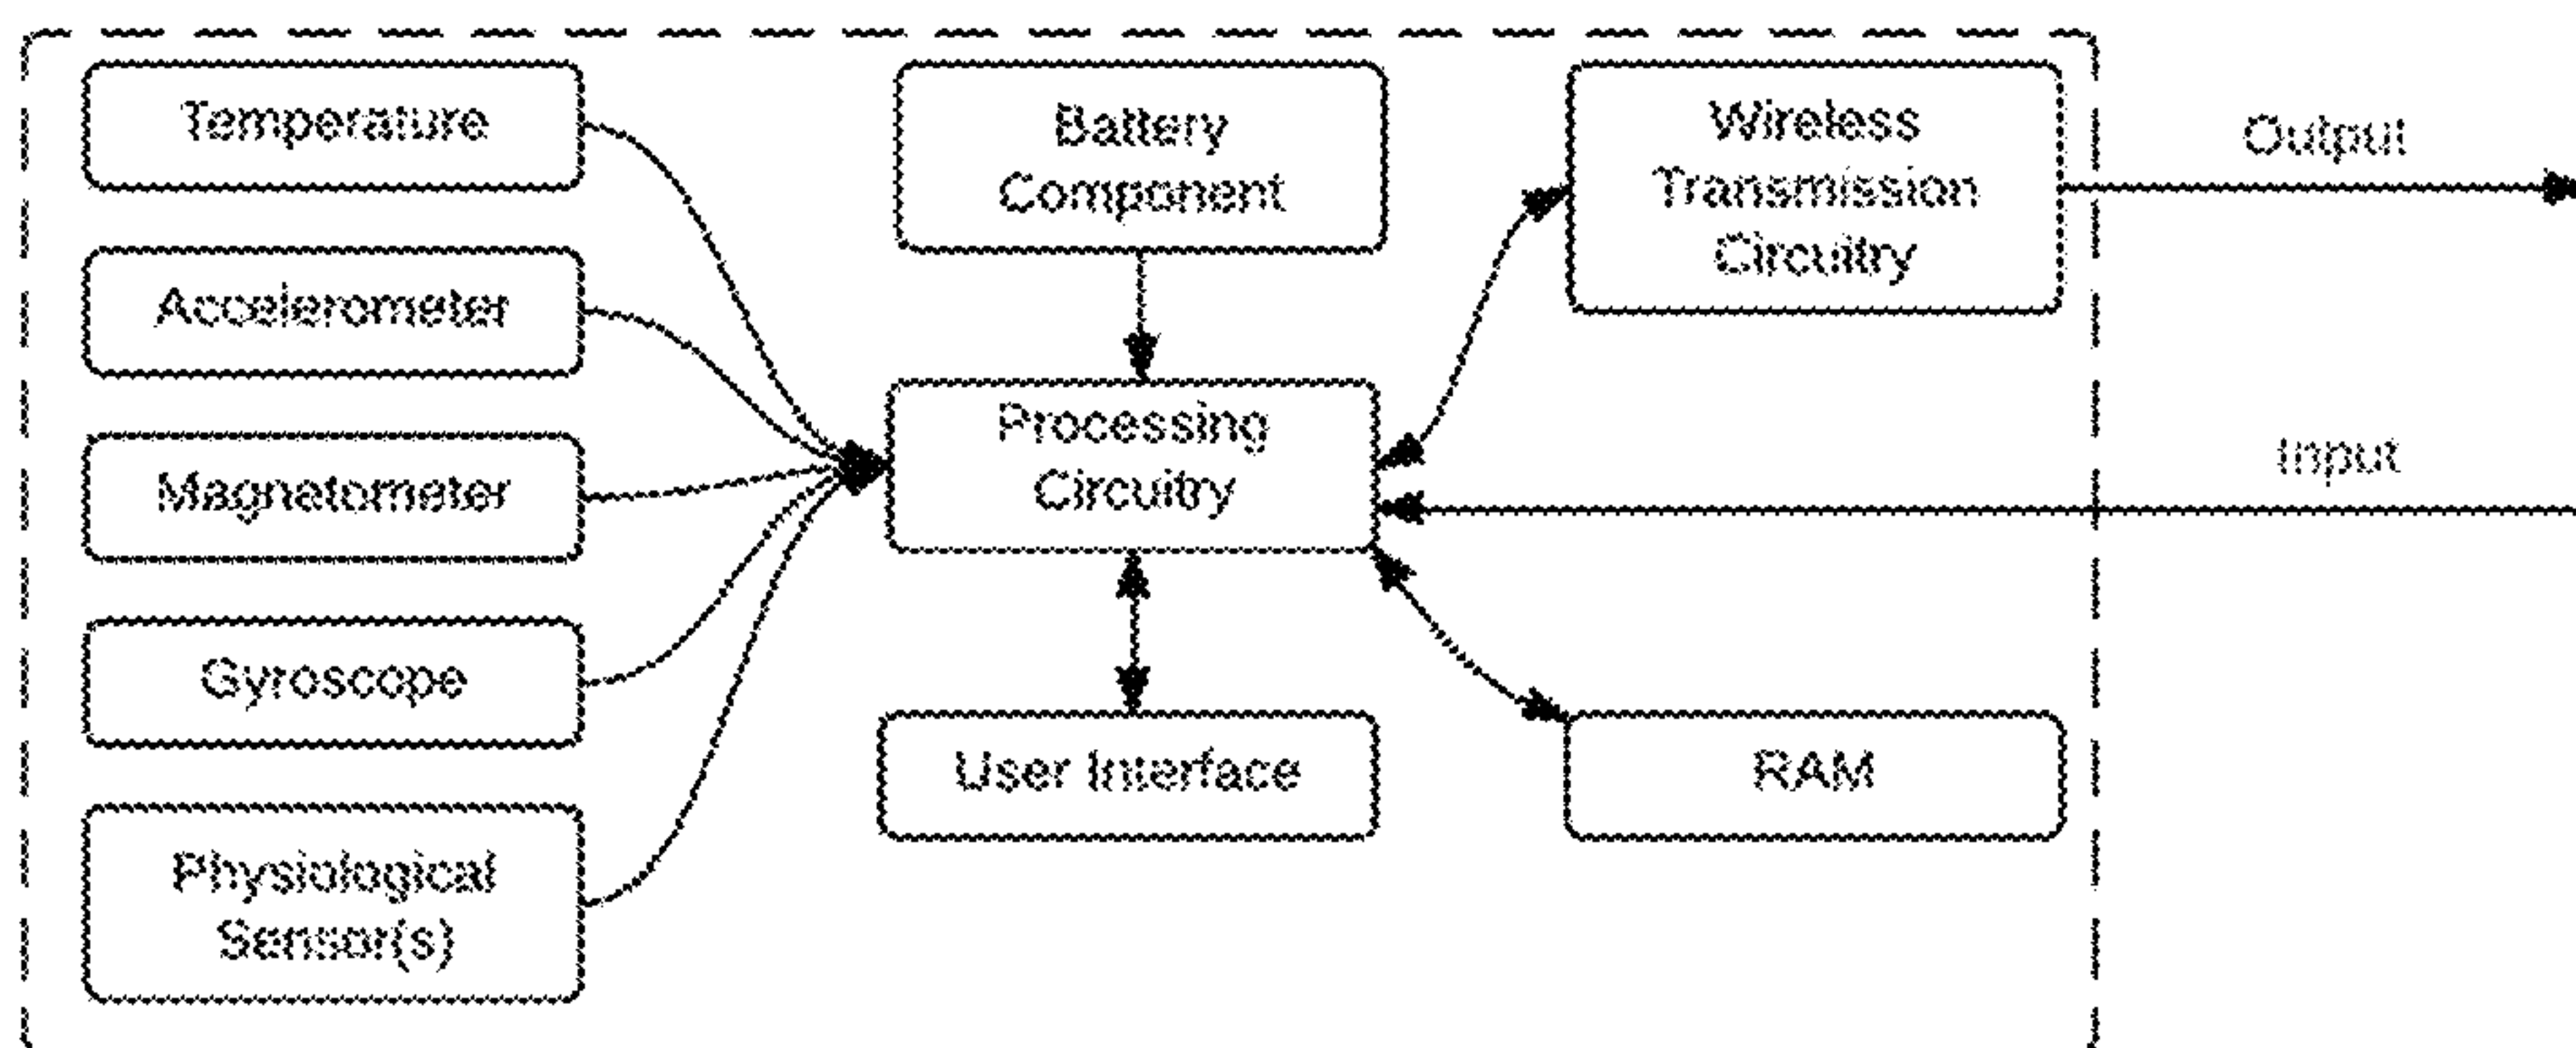 Temperature
Accelerometer
Magnatometer
Gyroscope
Physiological
Sensor(s)
Battery
Component
Processing
Circuitry
User Interface
Wireless
Transmission
Circuitry
RAM
Output
Input